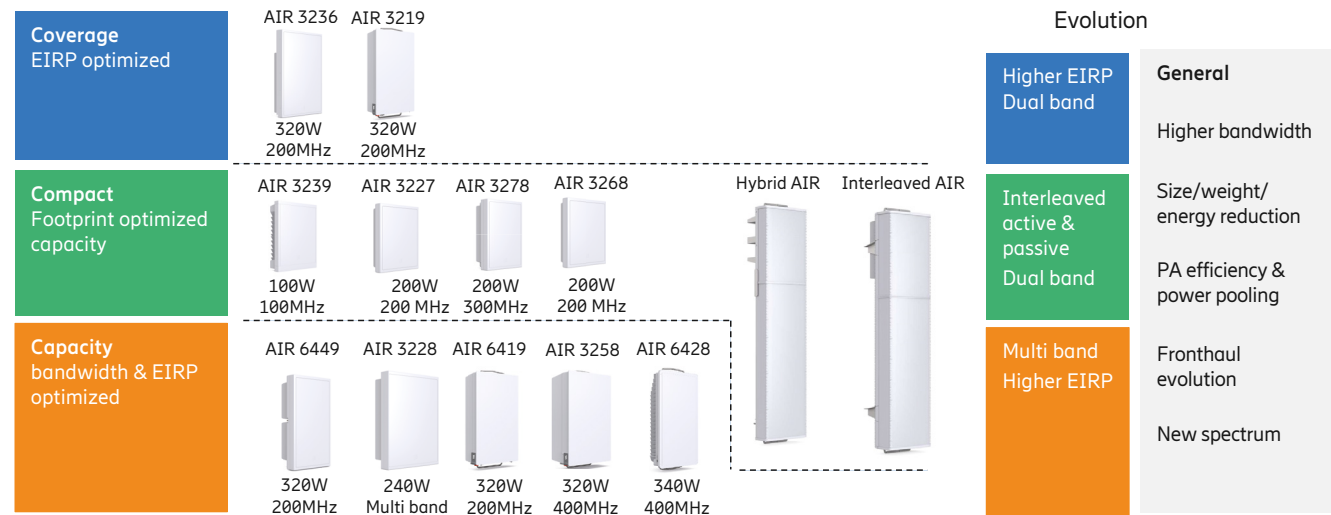 Coverage
EIRP optimized
AIR 3236
AIR 3219
320W
200MHz
320W
200MHz
Compact
Footprint optimized
capacity
AIR 3239
AIR 3227
AIR 3278
AIR 3268
Hybrid AIR
Interleaved AIR
100W
100MHz
200W
200 MHz
200W
300MHz
200W
200 MHz
Capacity
bandwidth & EIRP
optimized
AIR 6449
AIR 3228
AIR 6419
AIR 3258
AIR 6428
320W
200MHz
240W
Multi band
320W
200MHz
320W
400MHz
340W
400MHz
Evolution
Higher EIRP
Dual band
Interleaved
active &
passive
Dual band
Multi band
Higher EIRP
General
Higher bandwidth
Size/weight/
energy reduction
PA efficiency &
power pooling
Fronthaul
evolution
New spectrum